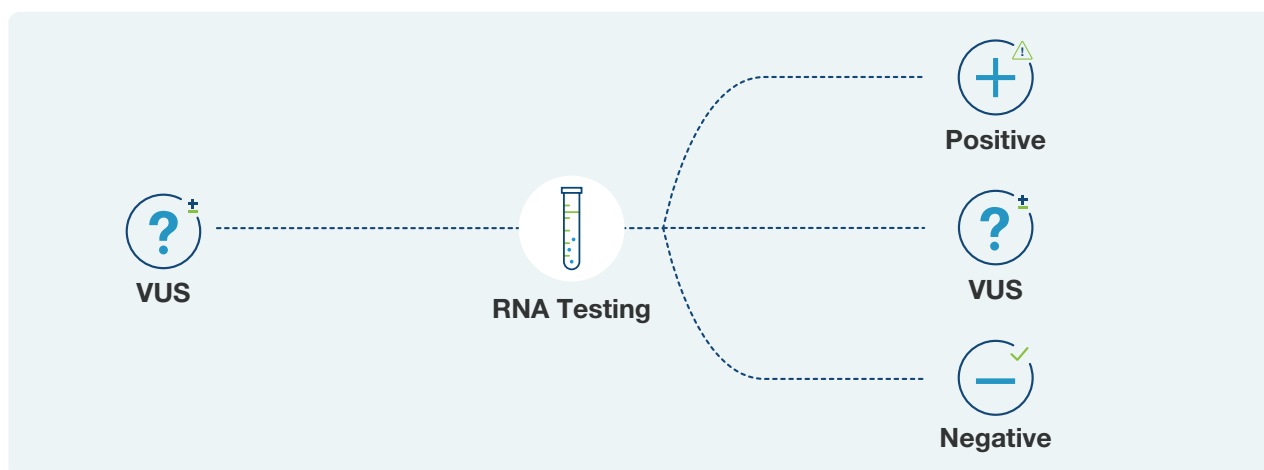 VUS
RNA Testing
Positive
VUS
Negative